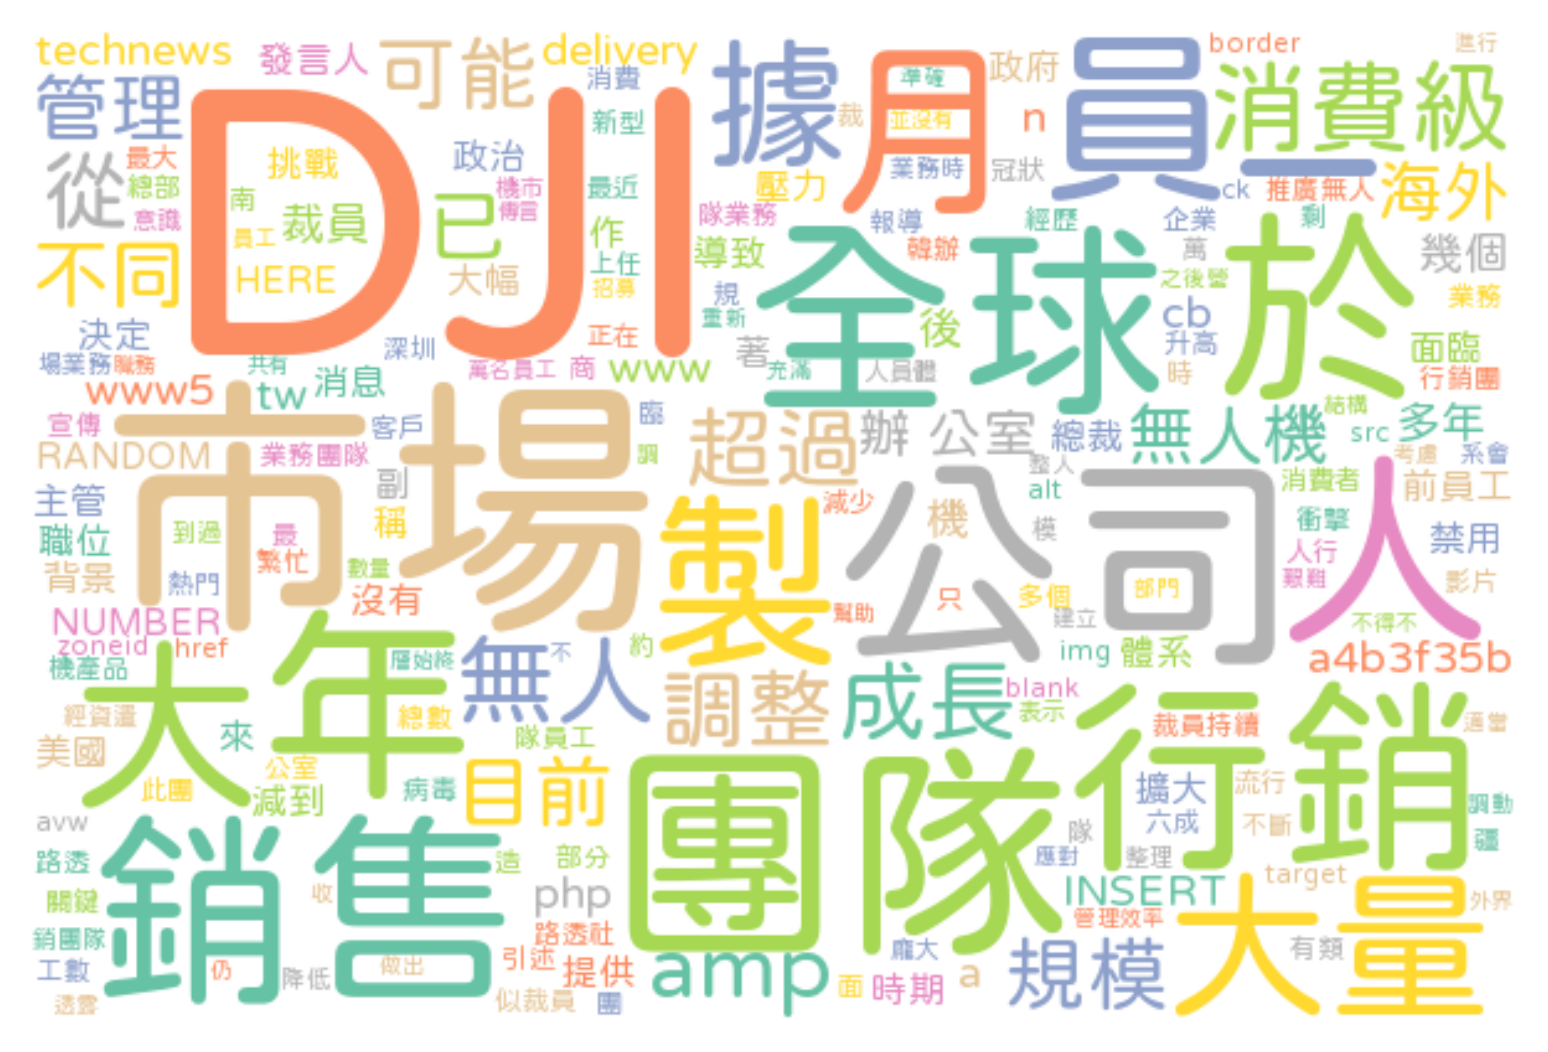 technews 發言人 可能 delivery 據 月 員 border 進行
管理 消費 準確 政府 消費級
DJI 新型 裁 並沒有 n
從 最大 挑戰 政治 業務時 冠狀 一 ck 推廣無人 海外
總部 南 機市 最近 壓力
意識 裁員 已 傳言 作 隊業務 報導 經歷 企業 剩
員工 導致 全球 韓辦 萬 於 幾個
不同 HERE 大幅 上任 招募 規 之後營 業務
決定 深圳 正在 重新 後 cb 升高 面臨
場業務 職務 共有 萬名員工 商 www 著 充滿 人員體 時 行銷團
www5 tw 消息
宣傳 市場 客戶 臨 超過 辦公室 總裁 無人機 結構 src 多年
RANDOM 業務團隊 調 整人 考慮 系會
主管 副 製 減少 機 公司 alt 消費者 前員工
職位 到過 最 稱 模 衝擊 人 禁用
背景 熱門 繁忙 數量 人行 艱難 影片
NUMBER 沒有 幫助 只 多個 部門 建立 不得不
zoneid href 大年 層始終 無人 不 約 img 體系 a4b3f35b
機產品 調整 成長 blank
經資濃 總數 表示 行銷 裁員持續 適當
美國 來 隊員工
此團 公室 減到 病毒 目前 團隊 擴大 流行 調動
avw 六成 不斷 疆
路透 銷售 造 部分 隊 應對 整理
關鍵 收 php INSERT target 大量 外界
銷團隊 路透社 管理效率
工數 仍 降低 做出 引述 提供 amp 龐大 規模 有類
透露 似裁員 團 面 時期 a